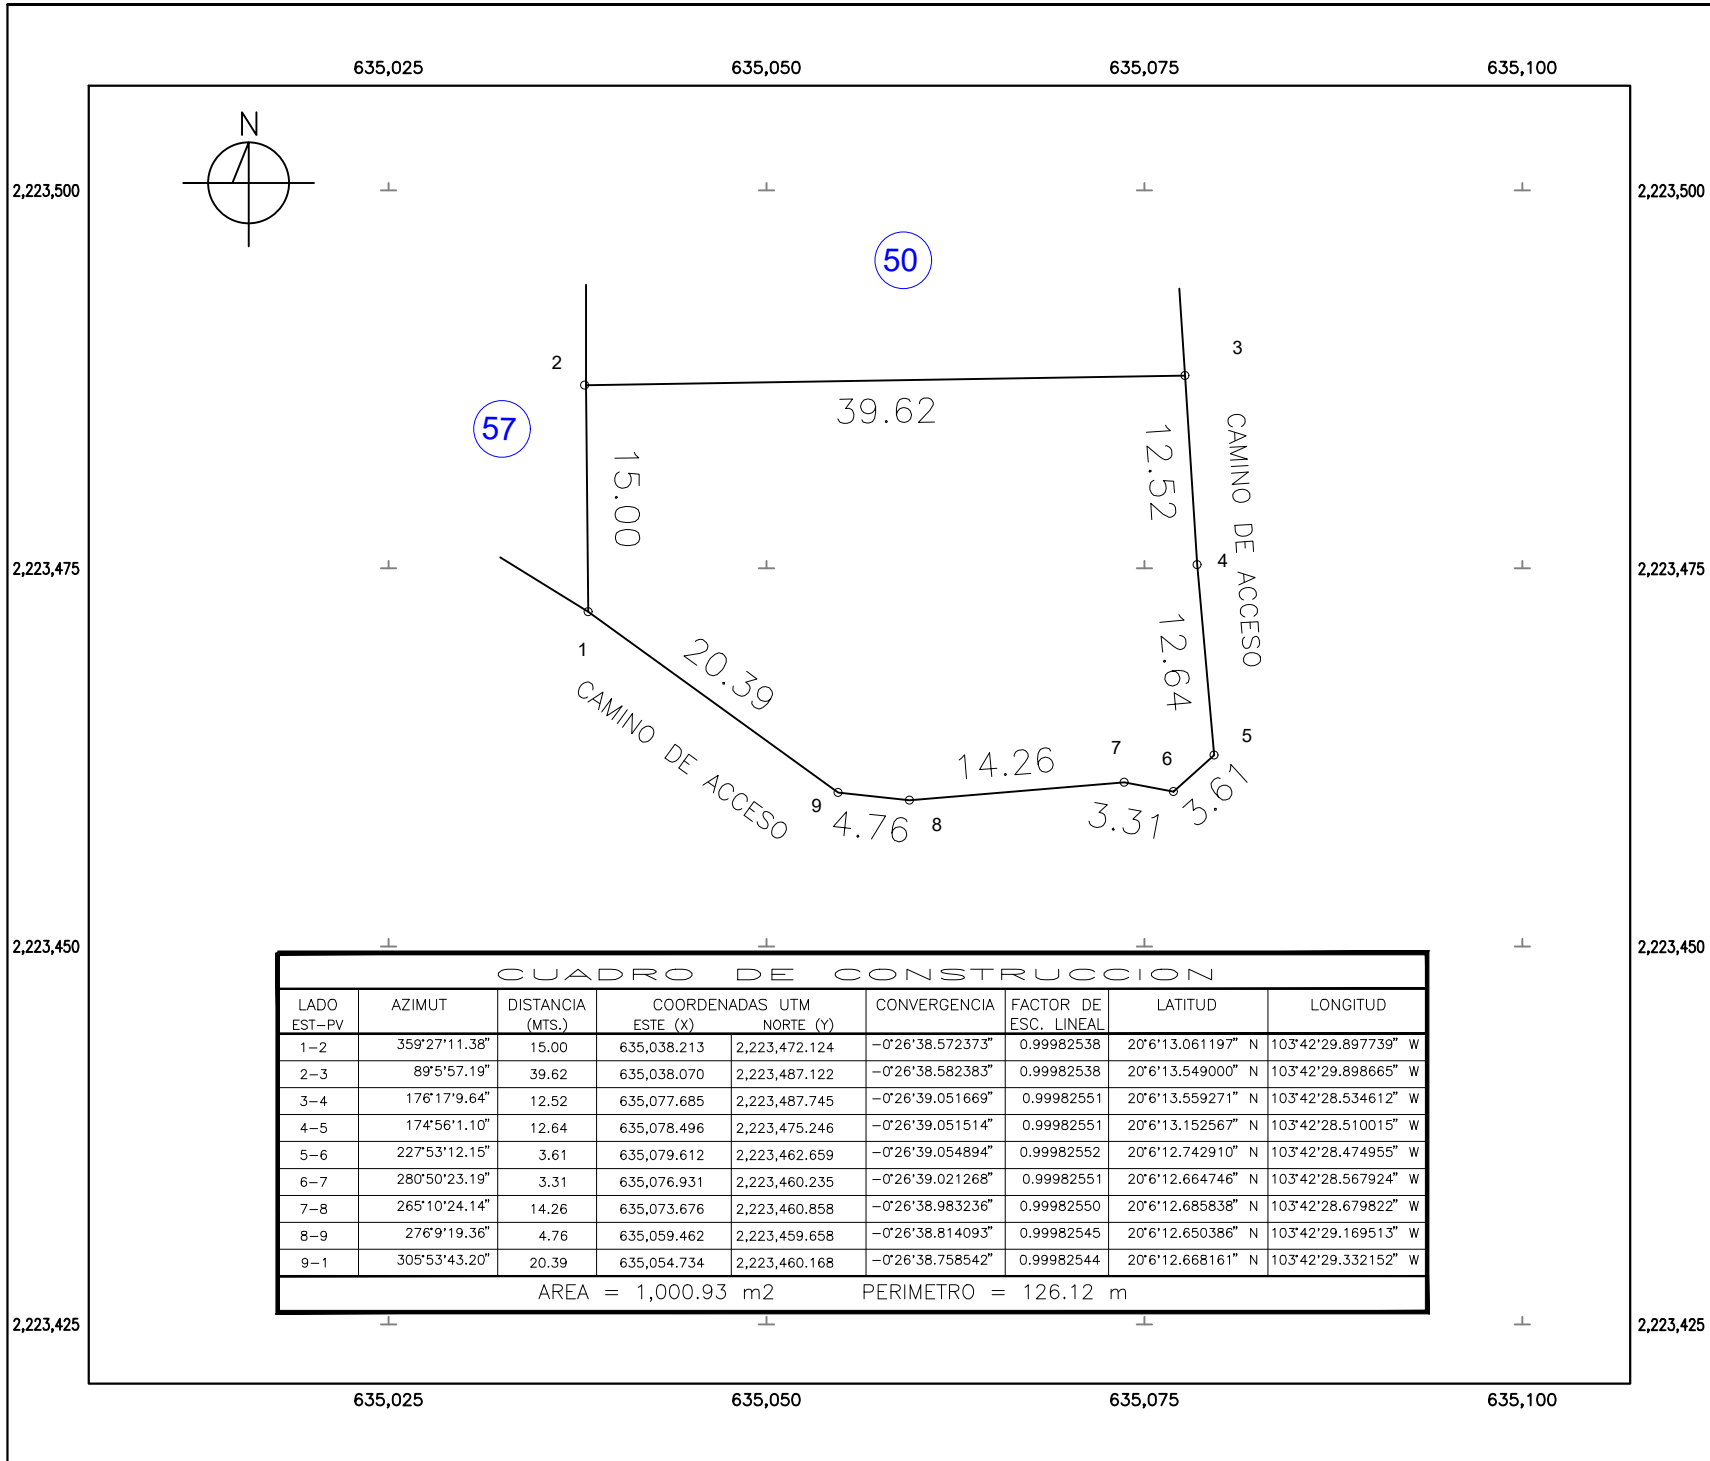 635,025 635,050 635,075 635,100
N
2,223,500 2,223,500
50
3
2
39.62
57
15.00
12.52
CAMINO DE ACCESO
2,223,475 2,223,475
4
1
20.39
12.64
CAMINO DE ACCESO
5
7
6
14.26
3.61
9
4.76
8
3.31
2,223,450 2,223,450
CUADRO DE CONSTRUCCION
LADO AZIMUT DISTANCIA COORDENADAS UTM CONVERGENCIA FACTOR DE LATITUD LONGITUD
EST-PV (MTS.) ESTE (X) NORTE (Y) ESC. LINEAL
1-2 359°27'11.38" 15.00 635,038.213 2,223,472.124 -0°26'38.572373" 0.99982538 20°6'13.061197" N 103°42'29.897739" W
2-3 89°5'57.19" 39.62 635,038.070 2,223,487.122 -0°26'38.582383" 0.99982538 20°6'13.549000" N 103°42'29.898665" W
3-4 176°17'9.64" 12.52 635,077.685 2,223,487.745 -0°26'39.051669" 0.99982551 20°6'13.559271" N 103°42'28.534612" W
4-5 174°56'1.10" 12.64 635,078.496 2,223,475.246 -0°26'39.051514" 0.99982551 20°6'13.152567" N 103°42'28.510015" W
5-6 227°53'12.15" 3.61 635,079.612 2,223,462.659 -0°26'39.054894" 0.99982552 20°6'12.742910" N 103°42'28.474955" W
6-7 280°50'23.19" 3.31 635,076.931 2,223,460.235 -0°26'39.021268" 0.99982551 20°6'12.664746" N 103°42'28.567924" W
7-8 265°10'24.14" 14.26 635,073.676 2,223,460.858 -0°26'38.983236" 0.99982550 20°6'12.685838" N 103°42'28.679822" W
8-9 276°9'19.36" 4.76 635,059.462 2,223,459.658 -0°26'38.814093" 0.99982545 20°6'12.650386" N 103°42'29.169513" W
9-1 305°53'43.20" 20.39 635,054.734 2,223,460.168 -0°26'38.758542" 0.99982544 20°6'12.668161" N 103°42'29.332152" W
AREA = 1,000.93 m2 PERIMETRO = 126.12 m
2,223,425 2,223,425
635,025 635,050 635,075 635,100